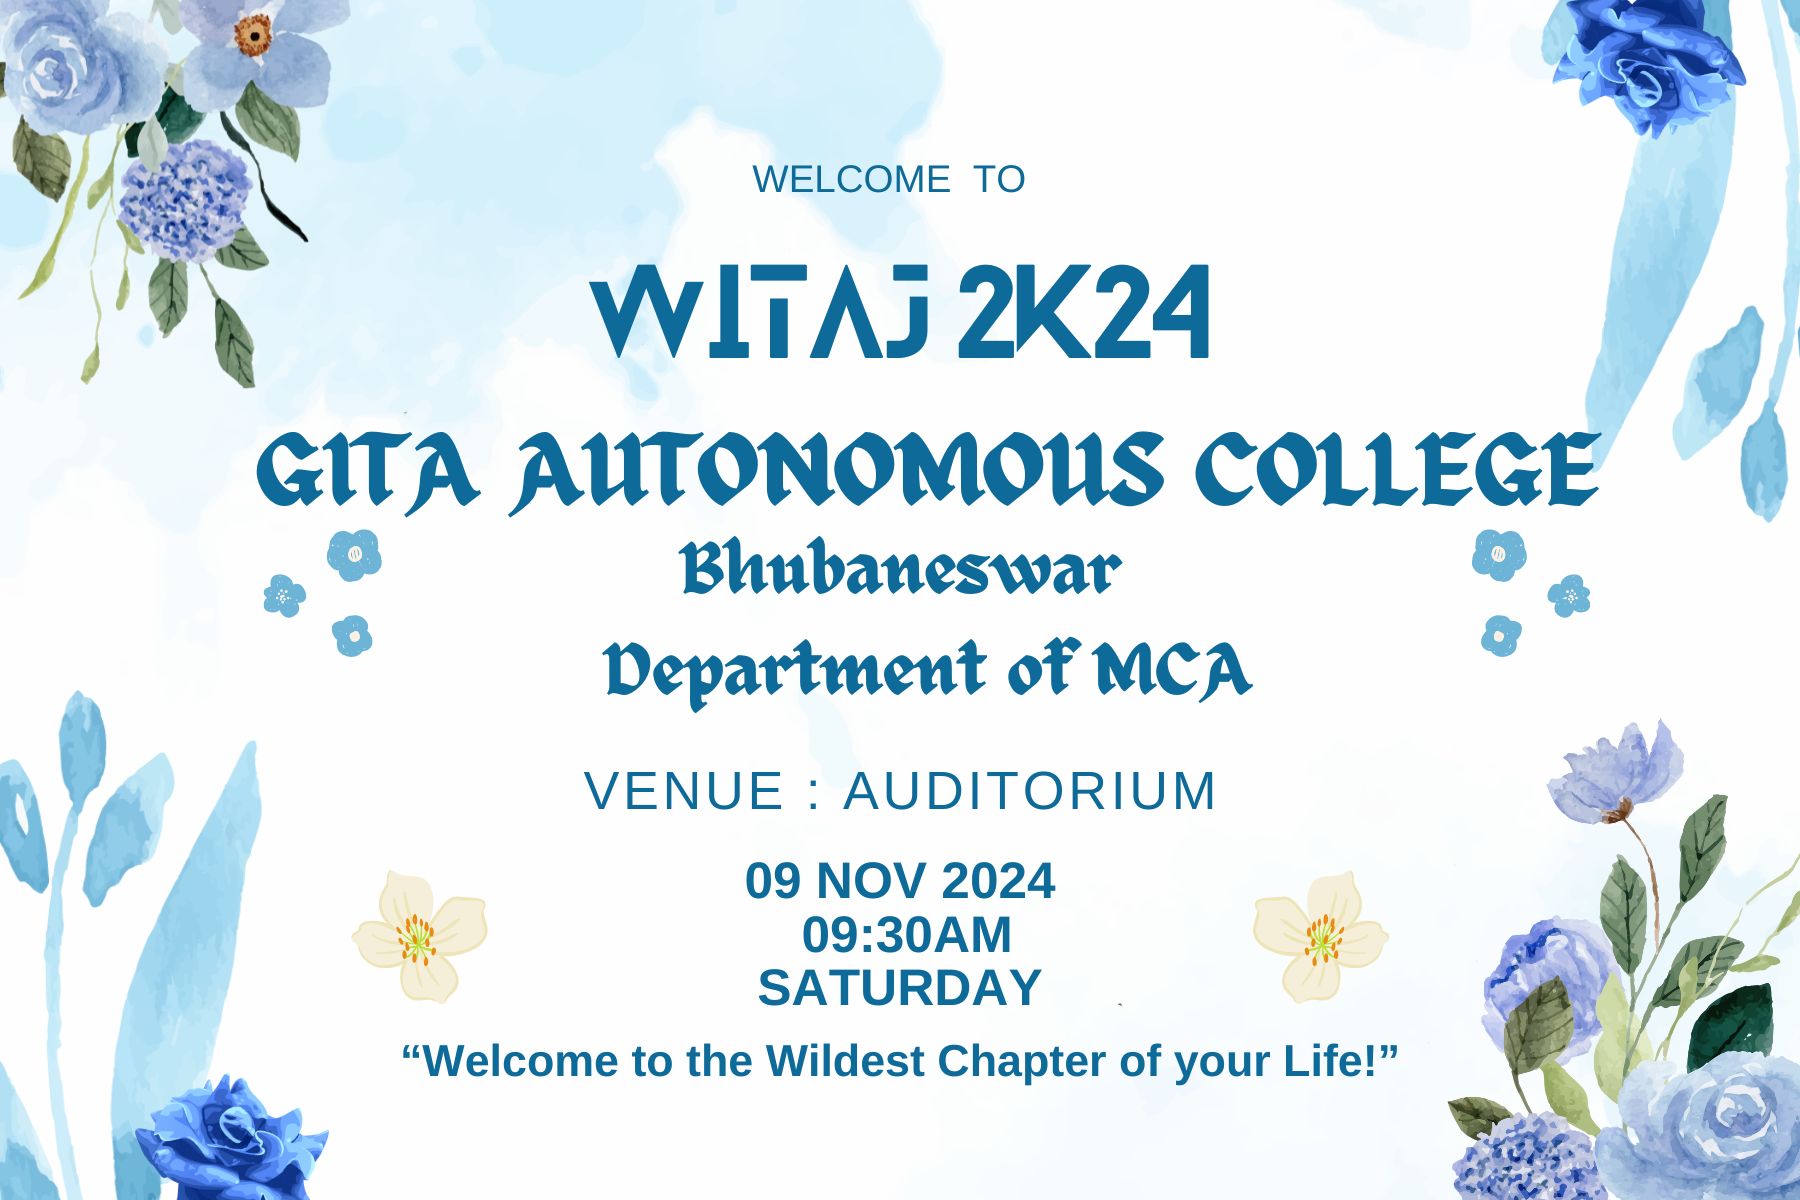 WELCOME TO
WITAJ 2K24
GITA AUTONOMOUS COLLEGE
Bhubaneswar
Department of MCA
VENUE : AUDITORIUM
09 NOV 2024
09:30AM
SATURDAY
“Welcome to the Wildest Chapter of your Life!”